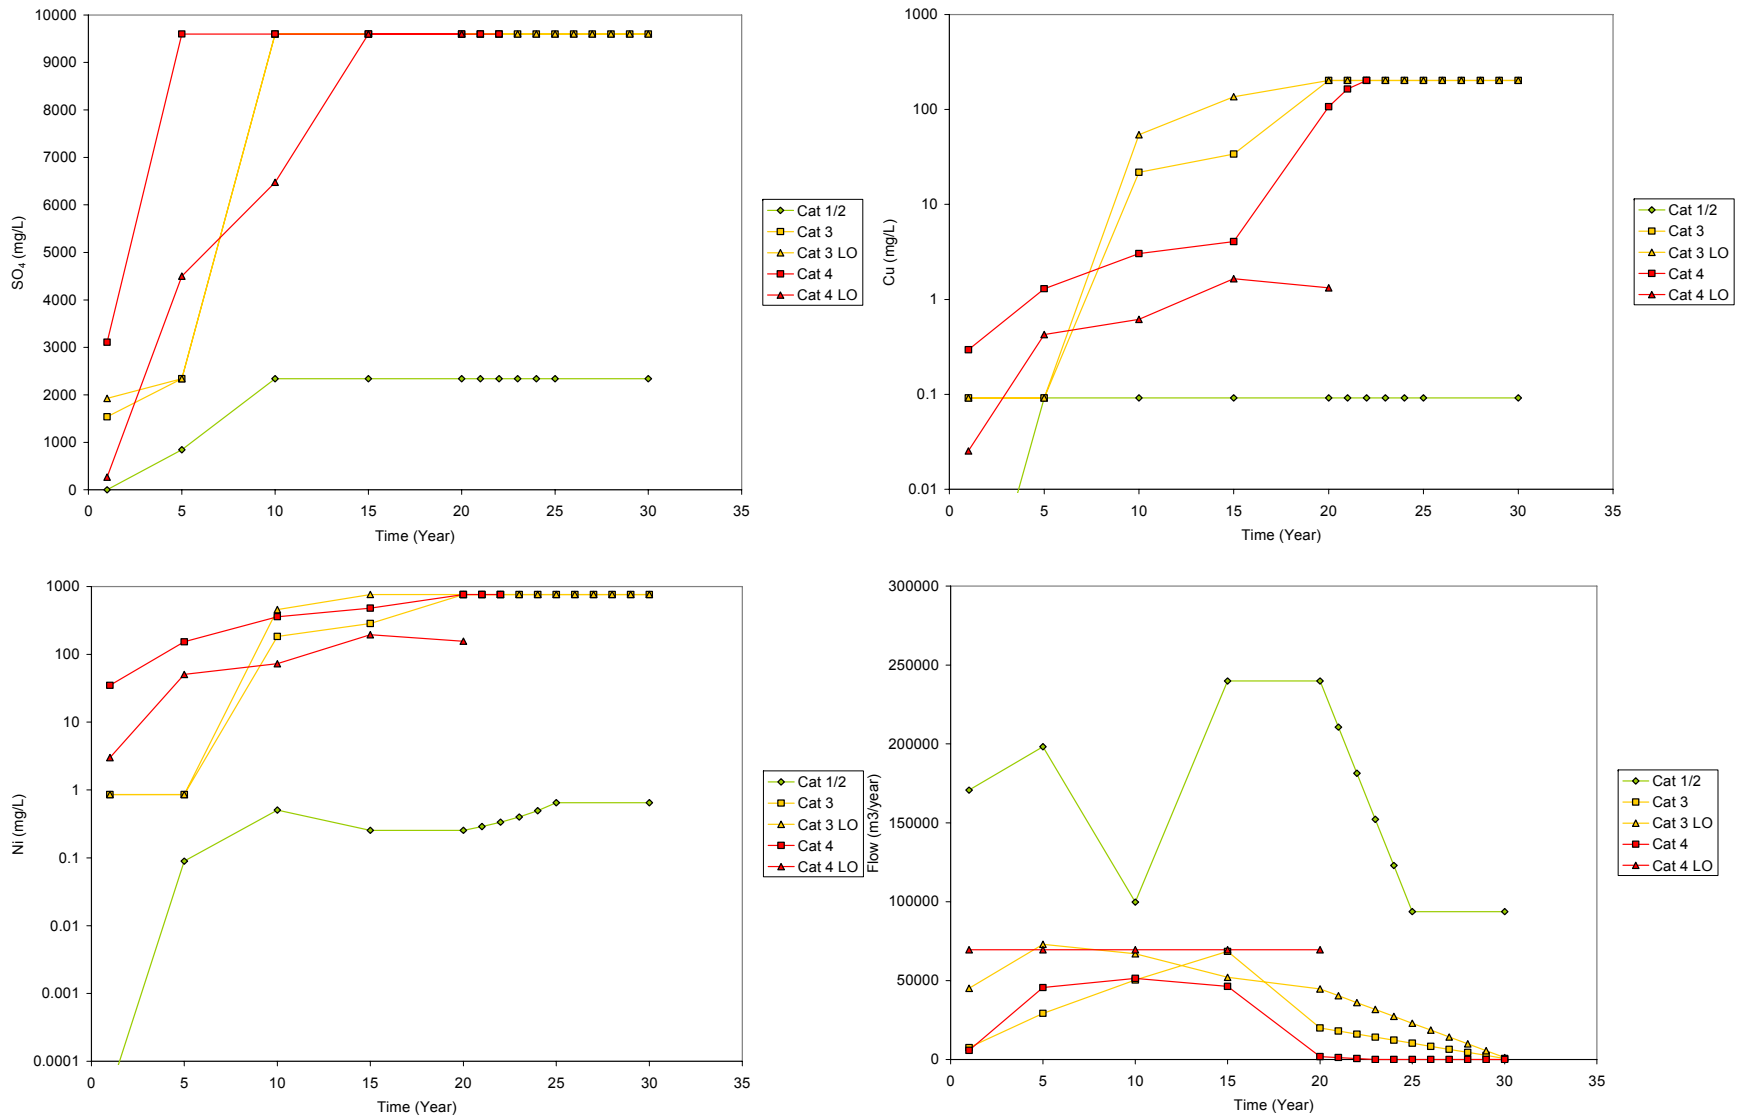 10000
9000
8000
7000
6000
5000
4000
3000
2000
1000
0
SO₄ (mg/L)
0 5 10 15 20 25 30 35
Time (Year)
Cat 1/2
Cat 3
Cat 3 LO
Cat 4
Cat 4 LO
1000
100
10
1
0.1
0.01
Cu (mg/L)
0 5 10 15 20 25 30 35
Time (Year)
Cat 1/2
Cat 3
Cat 3 LO
Cat 4
Cat 4 LO
1000
100
10
1
0.1
0.01
0.001
0.0001
Ni (mg/L)
0 5 10 15 20 25 30 35
Time (Year)
Cat 1/2
Cat 3
Cat 3 LO
Cat 4
Cat 4 LO
300000
250000
200000
150000
100000
50000
0
Flow (m3/year)
0 5 10 15 20 25 30 35
Time (Year)
Cat 1/2
Cat 3
Cat 3 LO
Cat 4
Cat 4 LO